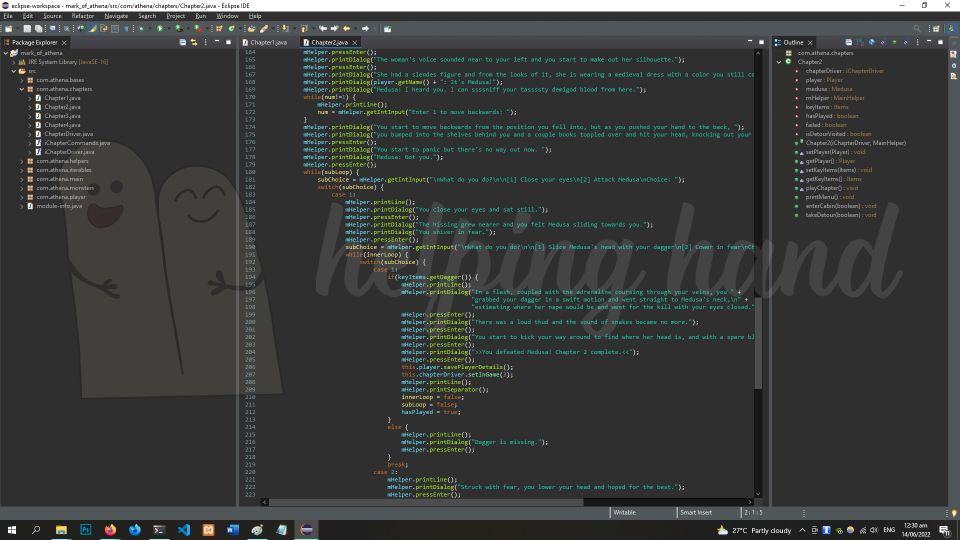 eclipse-workspace - mark_of_athena/src/com/athena/chapters/Chapter2.java - Eclipse IDE
File Edit Source Refactor Navigate Search Project Run Window Help
Package Explorer
mark_of_athena
JRE System Library [JavaSE-16]
src
com.athena.bases
com.athena.chapters
Chapter1.java
Chapter2.java
Chapter3.java
Chapter4.java
ChapterDriver.java
iChapterCommands.java
iChapterDriver.java
com.athena.helpers
com.athena.iterables
com.athena.main
com.athena.monsters
com.athena.player
module-info.java
Chapter1.java Chapter2.java
164 mHelper.pressEnter();
165 mHelper.printDialog("The woman's voice sounded near to your left and you start to make out her silhouette.");
166 mHelper.pressEnter();
167 mHelper.printDialog("She had a slendes figure and from the looks of it, she is wearing a medieval dress with a color you still
168 mHelper.printDialog(player.getName() + ": It's Medusa!");
169 mHelper.printDialog("Medusa: I heard you. I can ssssniff your tasssssty demigod blood from here.");
170 while(num!=1) {
171 mHelper.printLine();
172 num = mHelper.getIntInput("Enter 1 to move backwards: ");
173 }
174 mHelper.printDialog("You start to move backwards from the position you fell into, but as you pushed your hand to the back, ");
175 mHelper.printDialog("you bumped into the shelves behind you and a couple books toppled over and hit your head, knocking out your
176 mHelper.pressEnter();
177 mHelper.printDialog("You start to panic but there's no way out now. ");
178 mHelper.printDialog("Medusa: Got you.");
179 mHelper.pressEnter();
180 while(subLoop) {
181 subChoice = mHelper.getIntInput("\nWhat do you do?\n\n[1] Close your eyes\n[2] Attack Medusa\nChoice: ");
182 switch(subChoice) {
183 case 1:
184 mHelper.printLine();
185 mHelper.printDialog("You close your eyes and sat still.");
186 mHelper.pressEnter();
187 mHelper.printDialog("The hissing grew nearer and you felt Medusa sliding towards you.");
188 mHelper.printDialog("You shiver in fear.");
189 mHelper.pressEnter();
190 subChoice = mHelper.getIntInput("\nWhat do you do?\n\n[1] Slice Medusa's head with your dagger\n[2] Cower in fear\nCh
191 while(innerLoop) {
192 switch(subChoice) {
193 case 1:
194 if(keyItems.getDagger()) {
195 mHelper.printLine();
196 mHelper.printDialog("In a flash, coupled with the adrenaline coursing through your veins, you " +
197 "grabbed your dagger in a swift motion and went straight to Medusa's neck,\n" +
198 "estimating where her nape would be and went for the kill with your eyes closed."
199 mHelper.pressEnter();
200 mHelper.printDialog("There was a loud thud and the sound of snakes became no more.");
201 mHelper.pressEnter();
202 mHelper.printDialog("You start to kick your way around to find where her head is, and with a spare bl
203 mHelper.pressEnter();
204 mHelper.printDialog(">>You defeated Medusa! Chapter 2 complete.<<");
205 mHelper.pressEnter();
206 this.player.savePlayerDetails();
207 this.chapterDriver.setInGame(3);
208 mHelper.printLine();
209 mHelper.printSeparator();
210 innerLoop = false;
211 subLoop = false;
212 hasPlayed = true;
213 }
214 else {
215 mHelper.printLine();
216 mHelper.printDialog("Dagger is missing.");
217 mHelper.pressEnter();
218 }
219 break;
220 case 2:
221 mHelper.printLine();
222 mHelper.printDialog("Struck with fear, you lower your head and hoped for the best.");
223 mHelper.pressEnter();
helping hand
Outline
com.athena.chapters
Chapter2
chapterDriver : iChapterDriver
player : Player
medusa : Medusa
mHelper : MainHelper
keyItems : Items
hasPlayed : boolean
failed : boolean
isDetourVisited : boolean
Chapter2(iChapterDriver, MainHelper)
setPlayer(Player) : void
getPlayer() : Player
setKeyItems(Items) : void
getKeyItems() : Items
playChapter() : void
printMenu() : void
enterCabin(boolean) : void
takeDetour(boolean) : void
Writable Smart Insert 2 : 1 : 5
27°C Partly cloudy ENG 12:30 am
14/06/2022